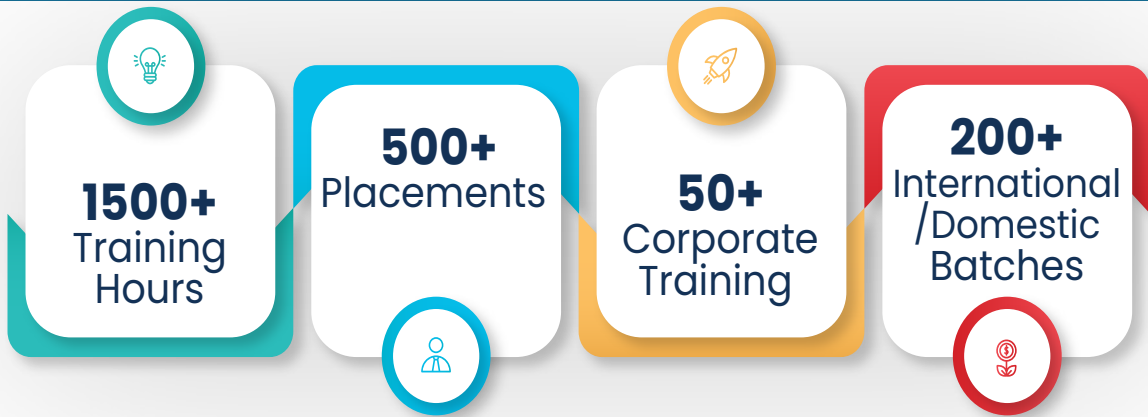 1500+
Training
Hours
500+
Placements
50+
Corporate
Training
200+
International
/Domestic
Batches